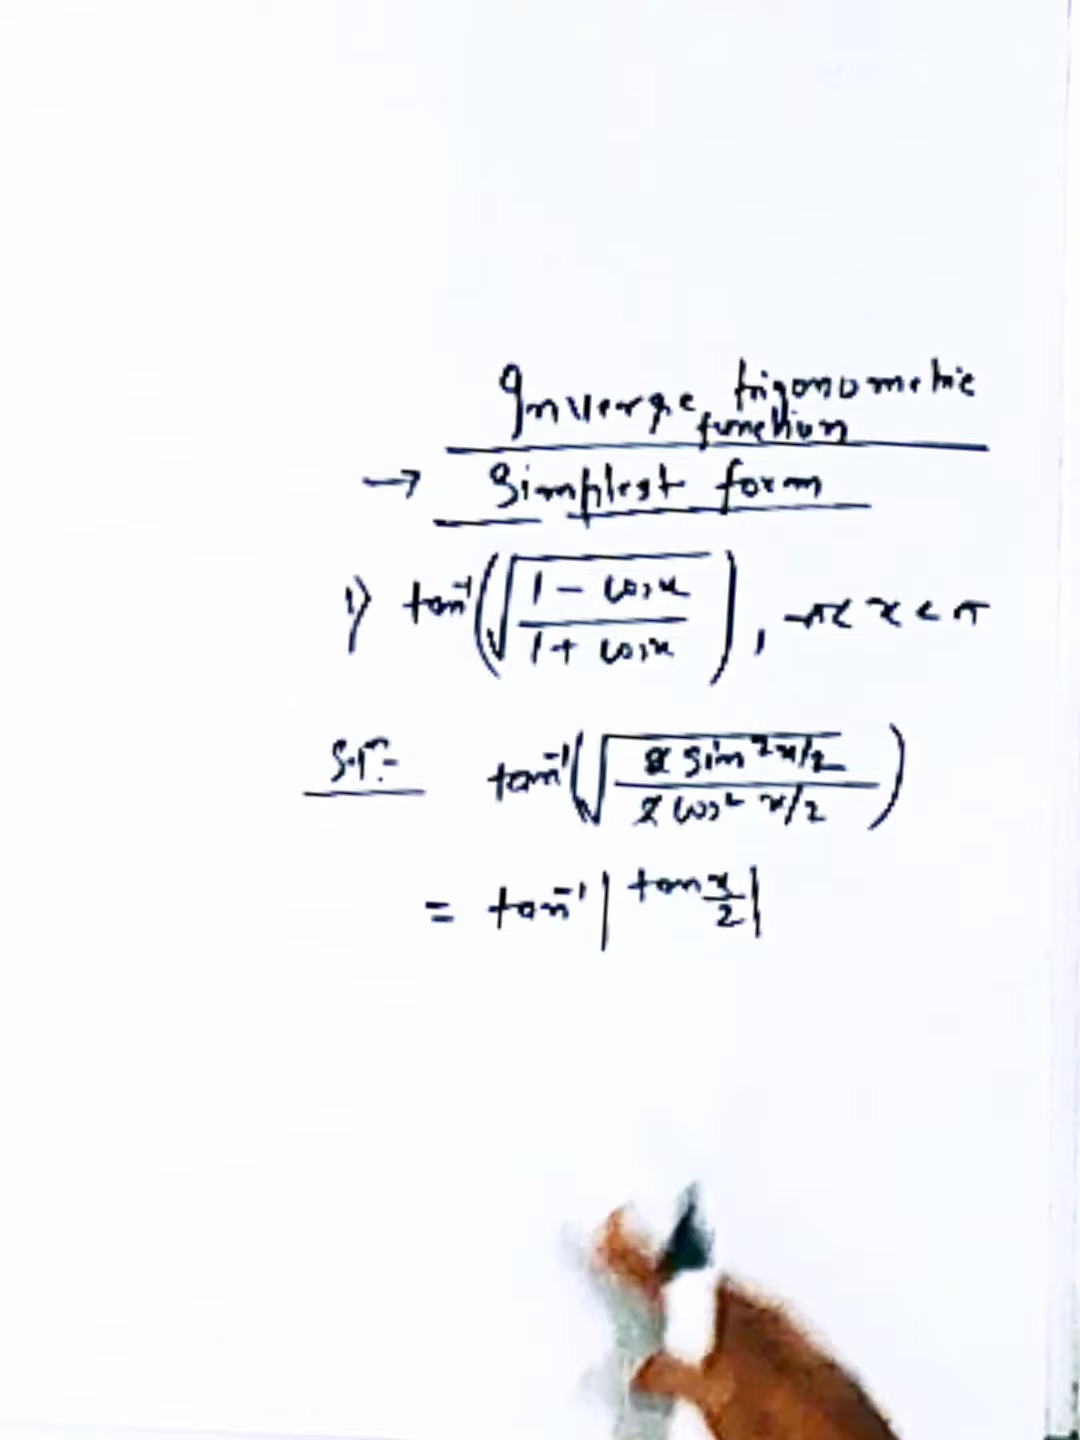 Inverse trigonometric function
→ Simplest form
1) tan⁻¹(√((1 - cosx)/(1 + cosx))), -π< x < π
S.T:- tan⁻¹(√((2 sin² x/2)/(2 cos² x/2)))
= tan⁻¹|tan x/2|